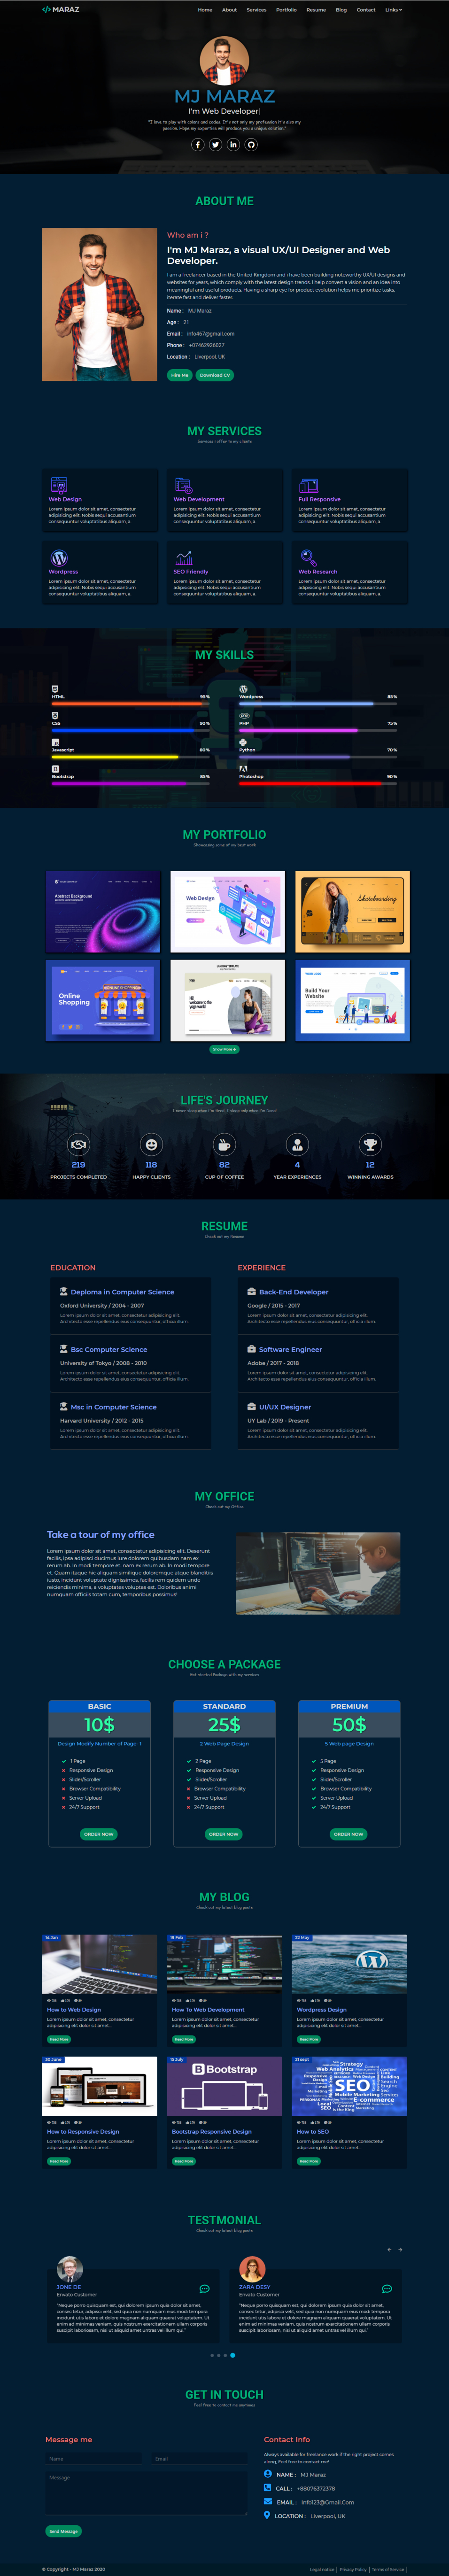 MARAZ
Home About Services Portfolio Resume Blog Contact Links
MJ MARAZ
I'm Web Developer|
"I love to play with colors and codes. It's not only my profession it's also my
passion. Hope my expertise will produce you a unique solution."
ABOUT ME
Who am i ?
I'm MJ Maraz, a visual UX/UI Designer and Web
Developer.
I am a freelancer based in the United Kingdom and i have been building noteworthy UX/UI designs and
websites for years, which comply with the latest design trends. I help convert a vision and an idea into
meaningful and useful products. Having a sharp eye for product evolution helps me prioritize tasks,
iterate fast and deliver faster.
Name : MJ Maraz
Age : 21
Email : Info467@gmail.com
Phone : +07462926027
Location : Liverpool, UK
Hire Me Download CV
MY SERVICES
Services i offer to my clients
Web Design
Lorem ipsum dolor sit amet, consectetur
adipisicing elit. Nobis sequi accusantium
consequuntur voluptatibus aliquam, a.
Web Development
Lorem ipsum dolor sit amet, consectetur
adipisicing elit. Nobis sequi accusantium
consequuntur voluptatibus aliquam, a.
Full Responsive
Lorem ipsum dolor sit amet, consectetur
adipisicing elit. Nobis sequi accusantium
consequuntur voluptatibus aliquam, a.
Wordpress
Lorem ipsum dolor sit amet, consectetur
adipisicing elit. Nobis sequi accusantium
consequuntur voluptatibus aliquam, a.
SEO Friendly
Lorem ipsum dolor sit amet, consectetur
adipisicing elit. Nobis sequi accusantium
consequuntur voluptatibus aliquam, a.
Web Research
Lorem ipsum dolor sit amet, consectetur
adipisicing elit. Nobis sequi accusantium
consequuntur voluptatibus aliquam, a.
MY SKILLS
HTML 95%
Wordpress 85%
CSS 90%
PHP 75%
Javascript 80%
Python 70%
Bootstrap 85%
Photoshop 90%
MY PORTFOLIO
Showcasing some of my best work
Abstract Background
Web Design
Skateboarding
Online
Shopping
Hi!
welcome to the
yoga world
Build Your
Website
Show More
LIFE'S JOURNEY
I never sleep when i'm tired, I sleep only when i'm Done!
219
PROJECTS COMPLETED
118
HAPPY CLIENTS
82
CUP OF COFFEE
4
YEAR EXPERIENCES
12
WINNING AWARDS
RESUME
Check out my Resume
EDUCATION
Deploma in Computer Science
Oxford University / 2004 - 2007
Lorem ipsum dolor sit amet, consectetur adipisicing elit.
Architecto esse repellendus eius consequuntur, officia illum.
Bsc Computer Science
University of Tokyo / 2008 - 2010
Lorem ipsum dolor sit amet, consectetur adipisicing elit.
Architecto esse repellendus eius consequuntur, officia illum.
Msc in Computer Science
Harvard University / 2012 - 2015
Lorem ipsum dolor sit amet, consectetur adipisicing elit.
Architecto esse repellendus eius consequuntur, officia illum.
EXPERIENCE
Back-End Developer
Google / 2015 - 2017
Lorem ipsum dolor sit amet, consectetur adipisicing elit.
Architecto esse repellendus eius consequuntur, officia illum.
Software Engineer
Adobe / 2017 - 2018
Lorem ipsum dolor sit amet, consectetur adipisicing elit.
Architecto esse repellendus eius consequuntur, officia illum.
UI/UX Designer
UY Lab / 2019 - Present
Lorem ipsum dolor sit amet, consectetur adipisicing elit.
Architecto esse repellendus eius consequuntur, officia illum.
MY OFFICE
Check out my Office
Take a tour of my office
Lorem ipsum dolor sit amet, consectetur adipisicing elit. Deserunt
facilis, ipsa adipisci ducimus iure dolorem quibusdam nam ex
rerum ab. In modi tempore et. nam ex rerum ab. In modi tempore
et. Quam itaque hic aliquam similique doloremque atque blanditiis
iusto, incidunt voluptate dignissimos, facilis rem quidem unde
reiciendis minima, a voluptates voluptas est. Doloribus animi
numquam officiis totam cum, temporibus possimus!
CHOOSE A PACKAGE
Get started Package with my services
BASIC
10$
Design Modify Number of Page- 1
1 Page
Responsive Design
Slider/Scroller
Browser Compatibility
Server Upload
24/7 Support
ORDER NOW
STANDARD
25$
2 Web Page Design
2 Page
Responsive Design
Slider/Scroller
Browser Compatibility
Server Upload
24/7 Support
ORDER NOW
PREMIUM
50$
5 Web page Design
5 Page
Responsive Design
Slider/Scroller
Browser Compatibility
Server Upload
24/7 Support
ORDER NOW
MY BLOG
Check out my latest blog posts
14 Jan
How to Web Design
Lorem ipsum dolor sit amet, consectetur
adipisicing elit dolor sit amet...
Read More
19 Feb
How To Web Development
Lorem ipsum dolor sit amet, consectetur
adipisicing elit dolor sit amet...
Read More
22 May
Wordpress Design
Lorem ipsum dolor sit amet, consectetur
adipisicing elit dolor sit amet...
Read More
30 June
How to Responsive Design
Lorem ipsum dolor sit amet, consectetur
adipisicing elit dolor sit amet...
Read More
15 July
Bootstrap
Bootstrap Responsive Design
Lorem ipsum dolor sit amet, consectetur
adipisicing elit dolor sit amet...
Read More
21 sept
SEO
How to SEO
Lorem ipsum dolor sit amet, consectetur
adipisicing elit dolor sit amet...
Read More
TESTMONIAL
Check out my latest blog posts
JONE DE
Envato Customer
"Neque porro quisquam est, qui dolorem ipsum quia dolor sit amet,
consec tetur, adipisci velit, sed quia non numquam eius modi tempora
incidunt utis labore et dolore magnam aliquam quaerat voluptatem. Ut
enim ad minima veniam, quis nostrum exercitationem ullam corporis
suscipit laboriosam, nisi ut aliquid amet untrud velitam ullam orci qui."
ZARA DESY
Envato Customer
"Neque porro quisquam est, qui dolorem ipsum quia dolor sit amet,
consec tetur, adipisci velit, sed quia non numquam eius modi tempora
incidunt utis labore et dolore magnam aliquam quaerat voluptatem. Ut
enim ad minima veniam, quis nostrum exercitationem ullam corporis
suscipit laboriosam, nisi ut aliquid amet untrud velitam ullam orci qui."
GET IN TOUCH
Feel free to contact me anytimes
Message me
Name
Email
Message
Send Message
Contact Info
Always available for freelance work if the right project comes
along, Feel free to contact me!
NAME : MJ Maraz
CALL : +88076372378
EMAIL : Info123@Gmail.Com
LOCATION : Liverpool, UK
© Copyright - MJ Maraz 2020
Legal notice | Privacy Policy | Terms of Service |